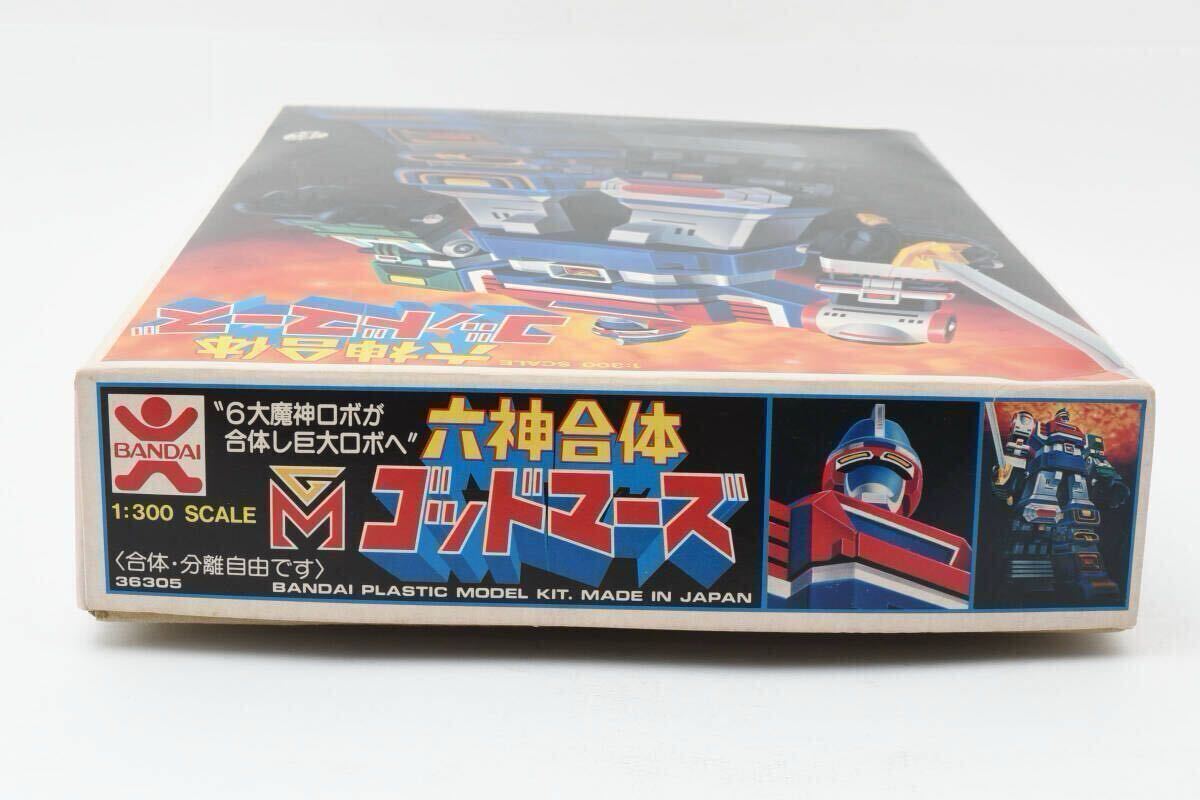 六神合体
ゴッドマーズ
1:300 SCALE
BANDAI
"6大魔神ロボが
合体し巨大ロボへ"
六神合体
GM
ゴッドマーズ
1:300 SCALE
〈合体・分離自由です〉
36305
BANDAI PLASTIC MODEL KIT. MADE IN JAPAN